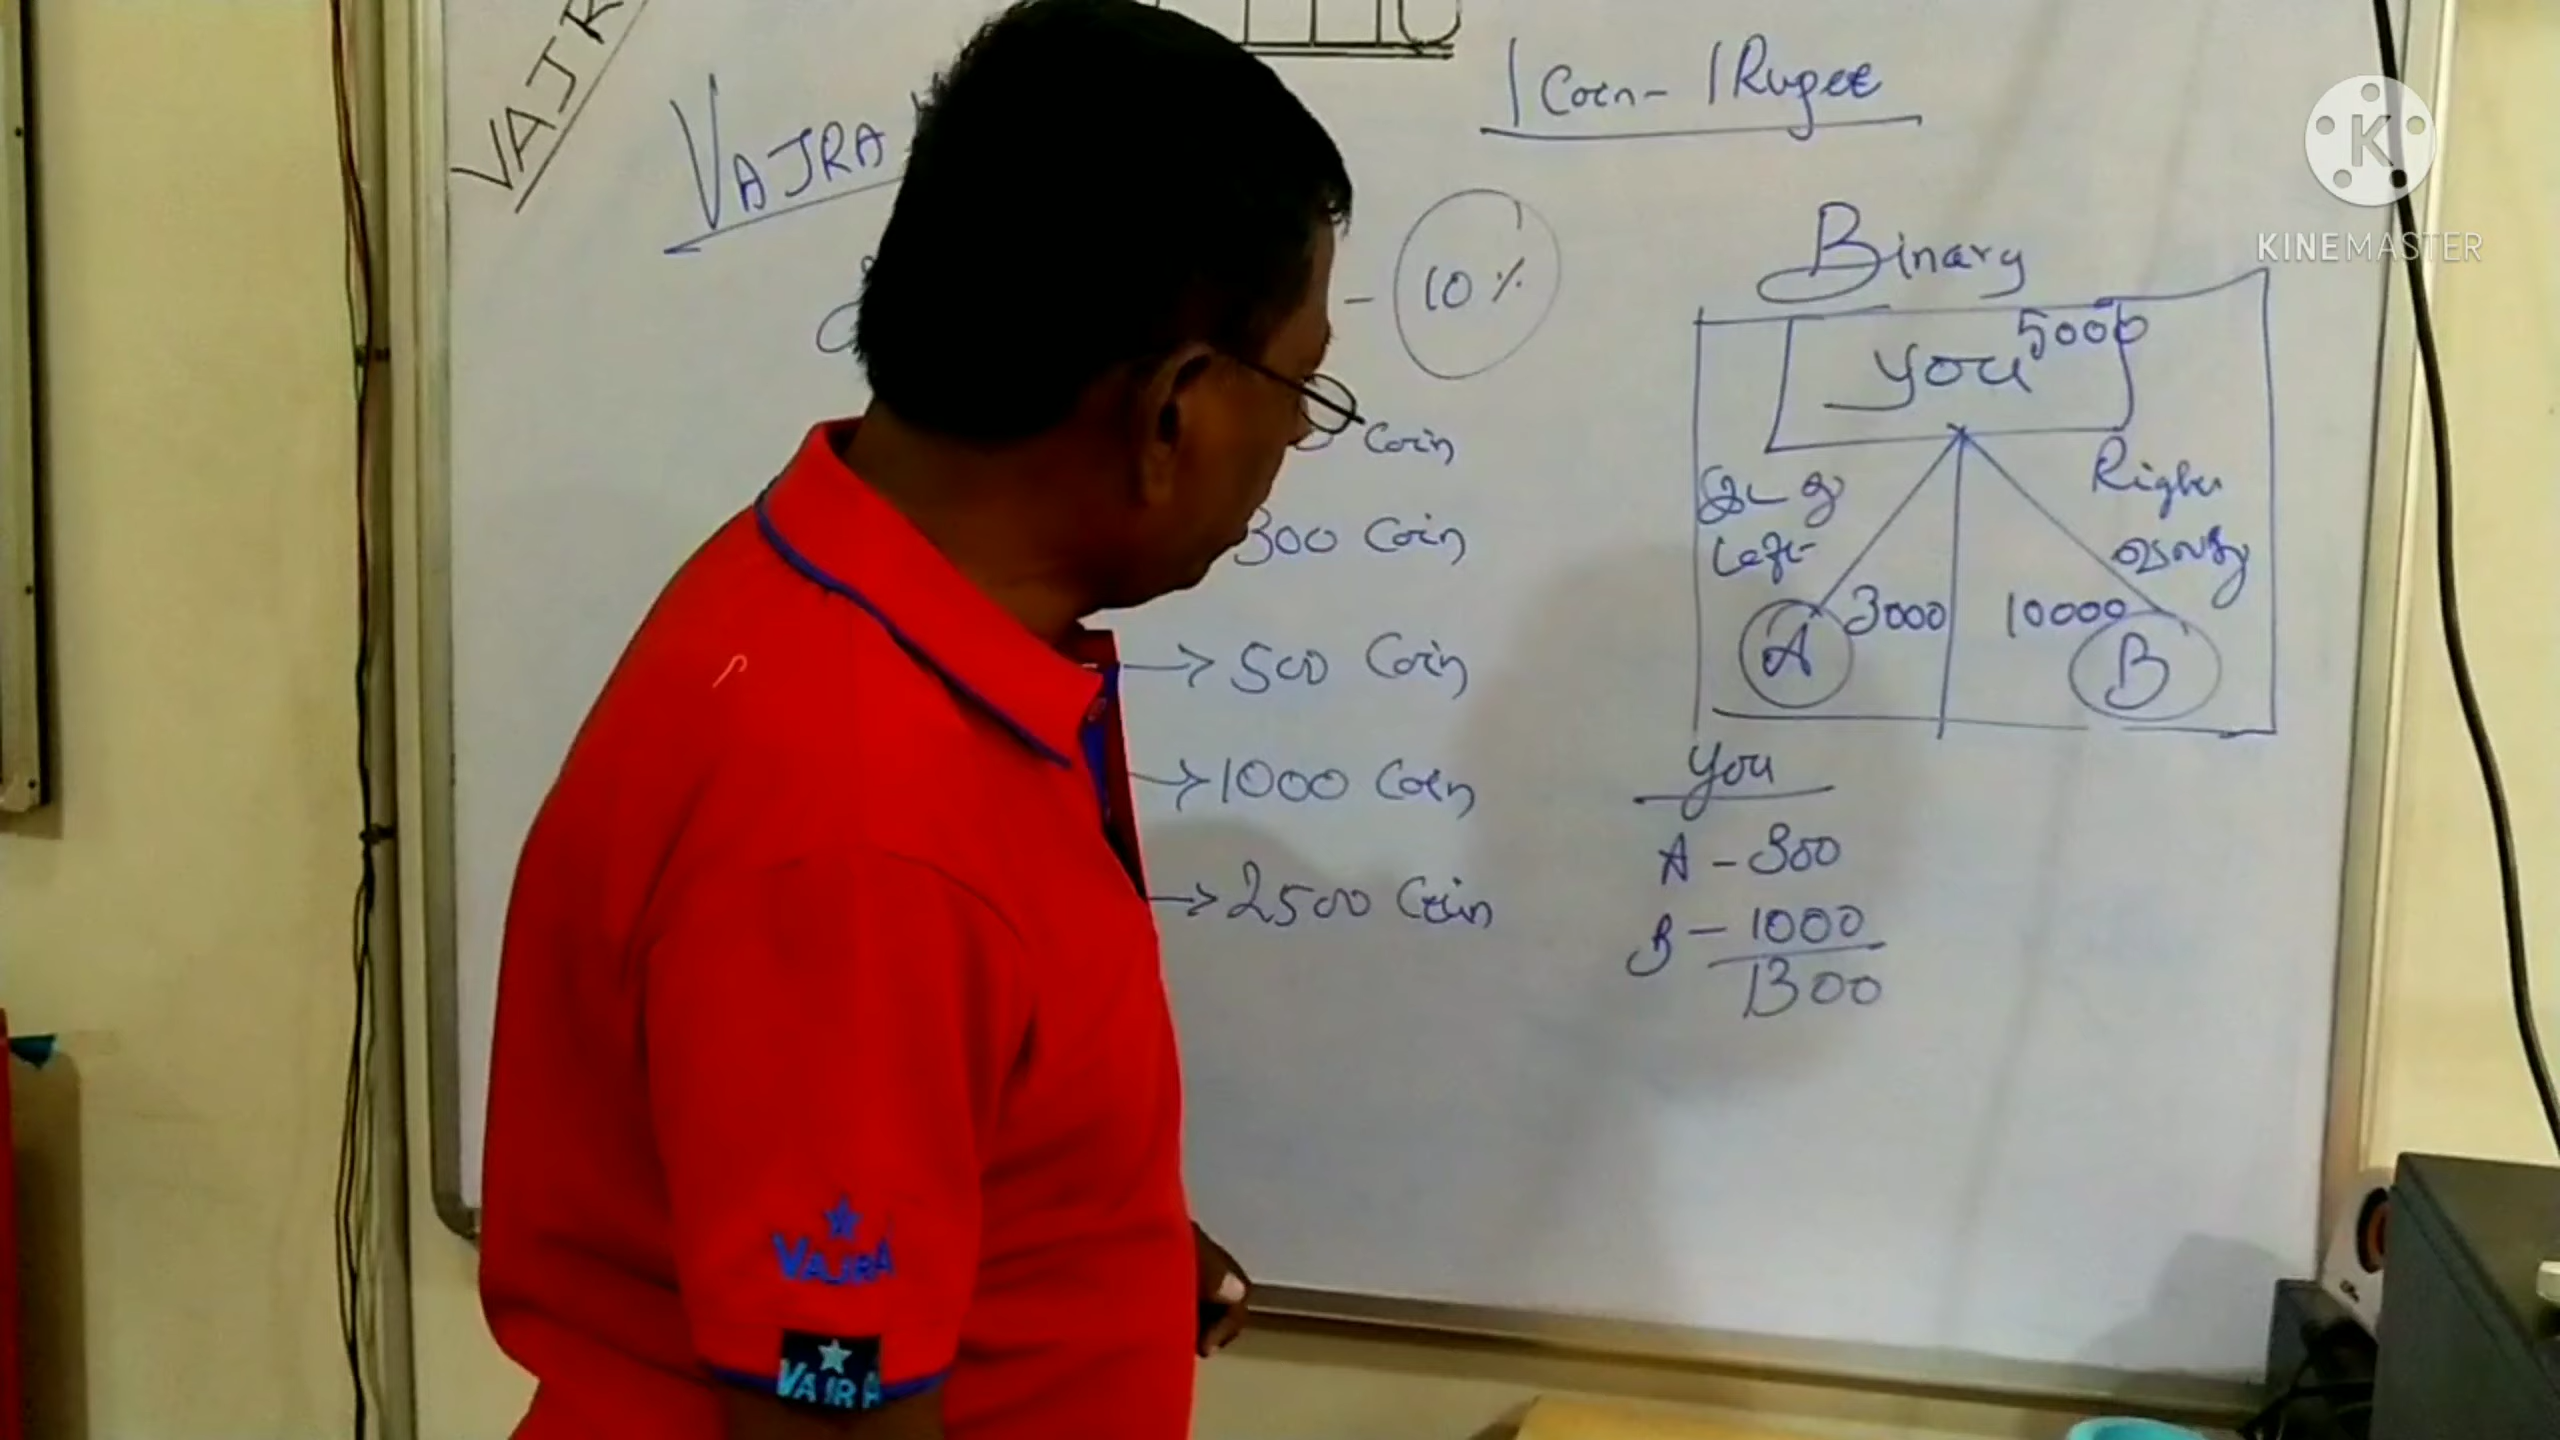 VAJR
VAJRA
1 Coin - 1 Rupee
- 10%
Binary
You 5000
இடது
Left
Right
வலது
A 3000
10000 B
Coin
300 Coin
→ 500 Coin
→ 1000 Coin
→ 2500 Coin
You
A - 300
B - 1000
1300
VAJRA
VAJRA
K
KINEMASTER